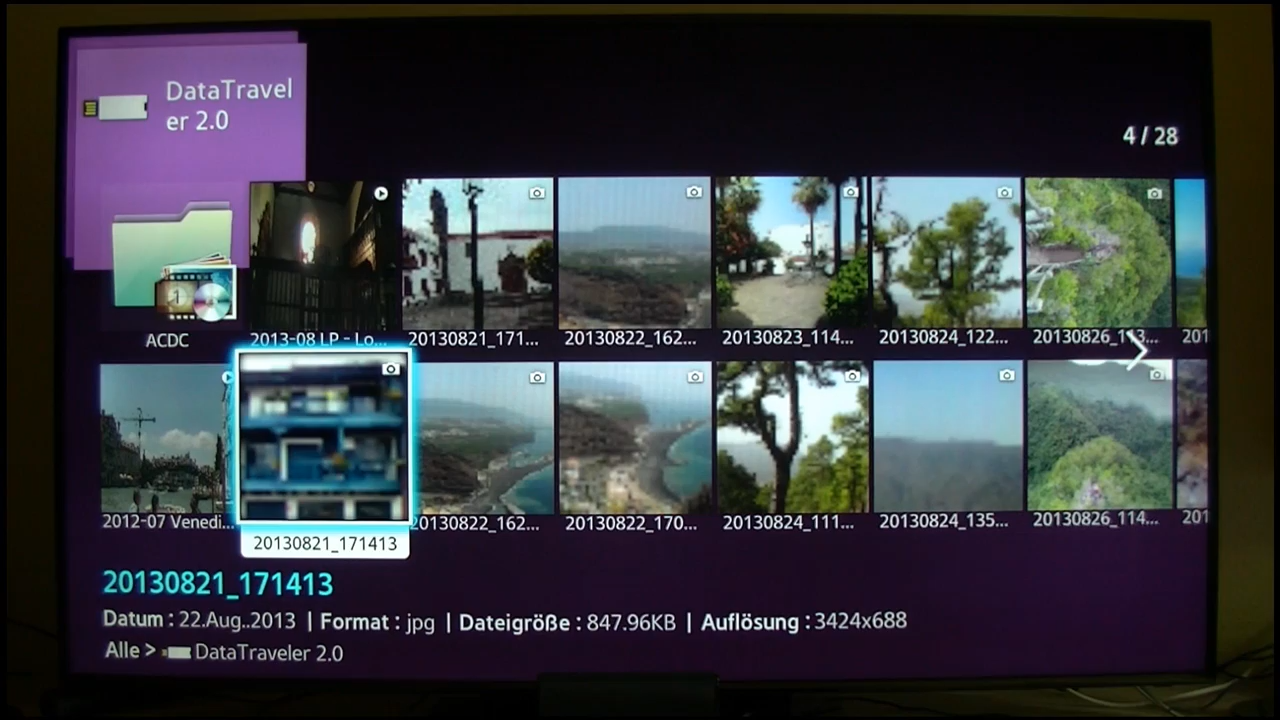 DataTravel
er 2.0
4 / 28
ACDC
2013-08 LP - Lo...
20130821_171...
20130822_162...
20130823_114...
20130824_122...
20130826_113...
201
2012-07 Venedi...
20130821_171413
20130822_162...
20130822_170...
20130824_111...
20130824_135...
20130826_114...
201
20130821_171413
Datum : 22.Aug..2013 | Format : jpg | Dateigröße : 847.96KB | Auflösung : 3424x688
Alle > DataTraveler 2.0